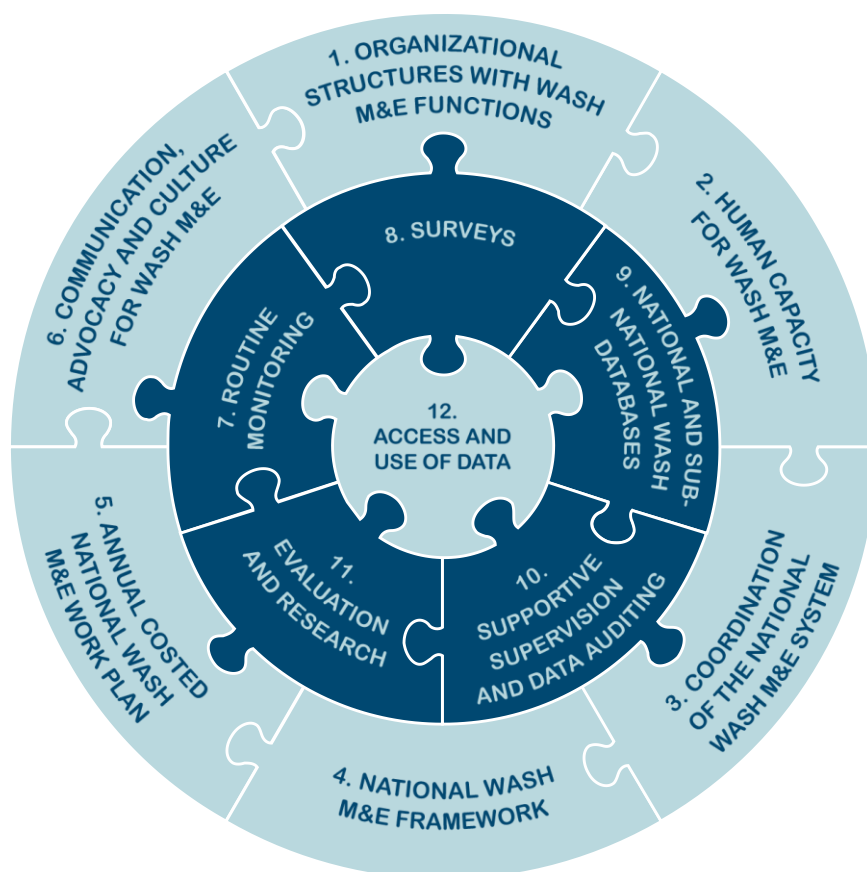 1. ORGANIZATIONAL
STRUCTURES WITH WASH
M&E FUNCTIONS
2. HUMAN CAPACITY
FOR WASH M&E
3. COORDINATION
OF THE NATIONAL
WASH M&E SYSTEM
4. NATIONAL WASH
M&E FRAMEWORK
5. ANNUAL COSTED
NATIONAL WASH
M&E WORK PLAN
6. COMMUNICATION,
ADVOCACY AND CULTURE
FOR WASH M&E
7. ROUTINE
MONITORING
8. SURVEYS
9. NATIONAL AND SUB-
NATIONAL WASH
DATABASES
10.
SUPPORTIVE
SUPERVISION
AND DATA AUDITING
11.
EVALUATION
AND RESEARCH
12.
ACCESS AND
USE OF DATA